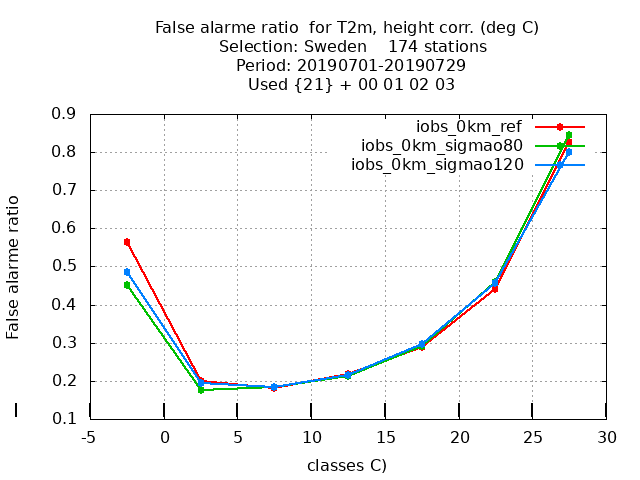 False alarme ratio  for T2m, height corr. (deg C)
Selection: Sweden    174 stations
Period: 20190701-20190729
Used {21} + 00 01 02 03
iobs_0km_ref
iobs_0km_sigmao80
iobs_0km_sigmao120
0.9
0.8
0.7
0.6
0.5
0.4
0.3
0.2
0.1
False alarme ratio
-5
0
5
10
15
20
25
30
classes C)